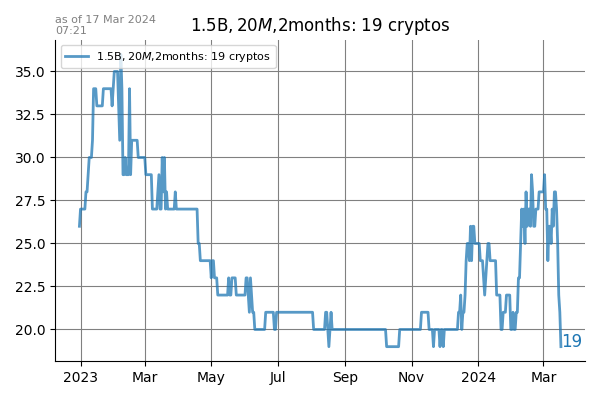 as of 17 Mar 2024
07:21
1.5B, 20M,2months: 19 cryptos
1.5B, 20M,2months: 19 cryptos
35.0
32.5
30.0
27.5
25.0
22.5
20.0
19
2023
Mar
May
Jul
Sep
Nov
2024
Mar